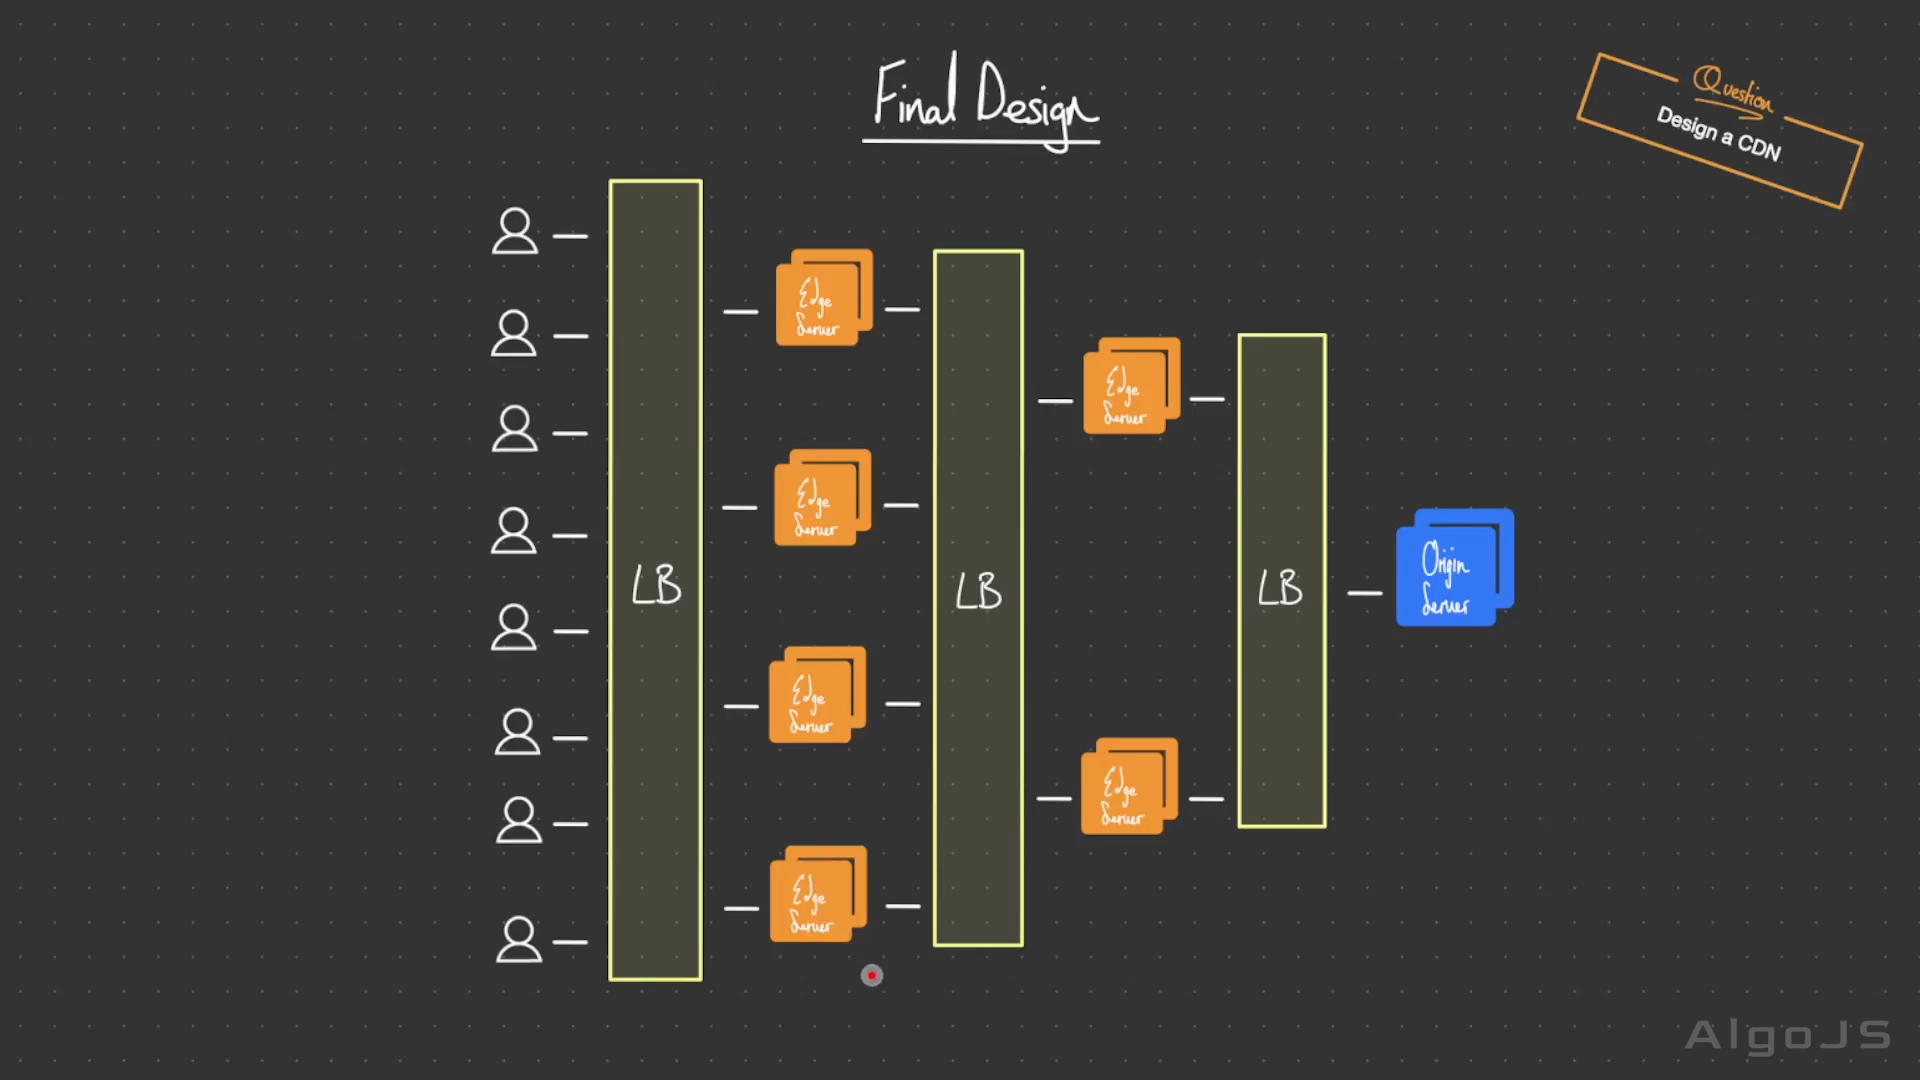 Final Design
Question
Design a CDN
LB
Edge
Server
Edge
Server
Edge
Server
Edge
Server
LB
Edge
Server
Edge
Server
LB
Origin
Server
AlgoJS